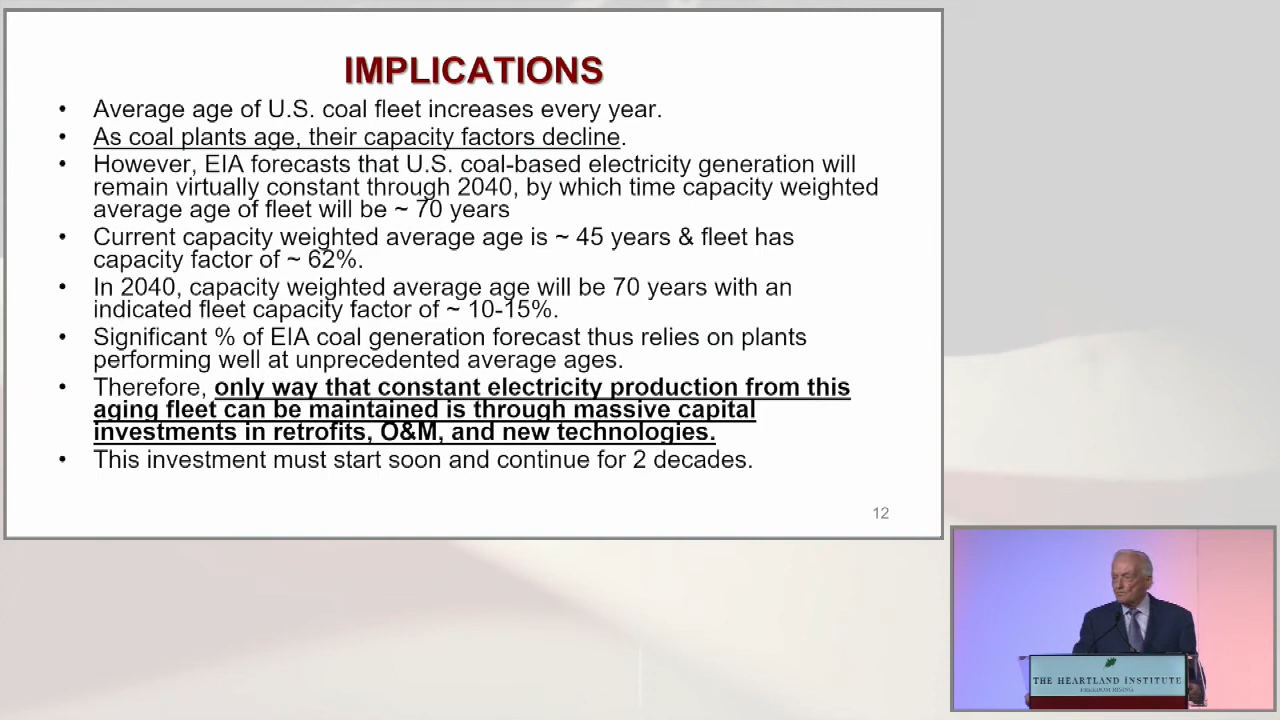 IMPLICATIONS
• Average age of U.S. coal fleet increases every year.
• As coal plants age, their capacity factors decline.
• However, EIA forecasts that U.S. coal-based electricity generation will
remain virtually constant through 2040, by which time capacity weighted
average age of fleet will be ~ 70 years
• Current capacity weighted average age is ~ 45 years & fleet has
capacity factor of ~ 62%.
• In 2040, capacity weighted average age will be 70 years with an
indicated fleet capacity factor of ~ 10-15%.
• Significant % of EIA coal generation forecast thus relies on plants
performing well at unprecedented average ages.
• Therefore, only way that constant electricity production from this
aging fleet can be maintained is through massive capital
investments in retrofits, O&M, and new technologies.
• This investment must start soon and continue for 2 decades.
12
THE HEARTLAND INSTITUTE
FREEDOM RISING